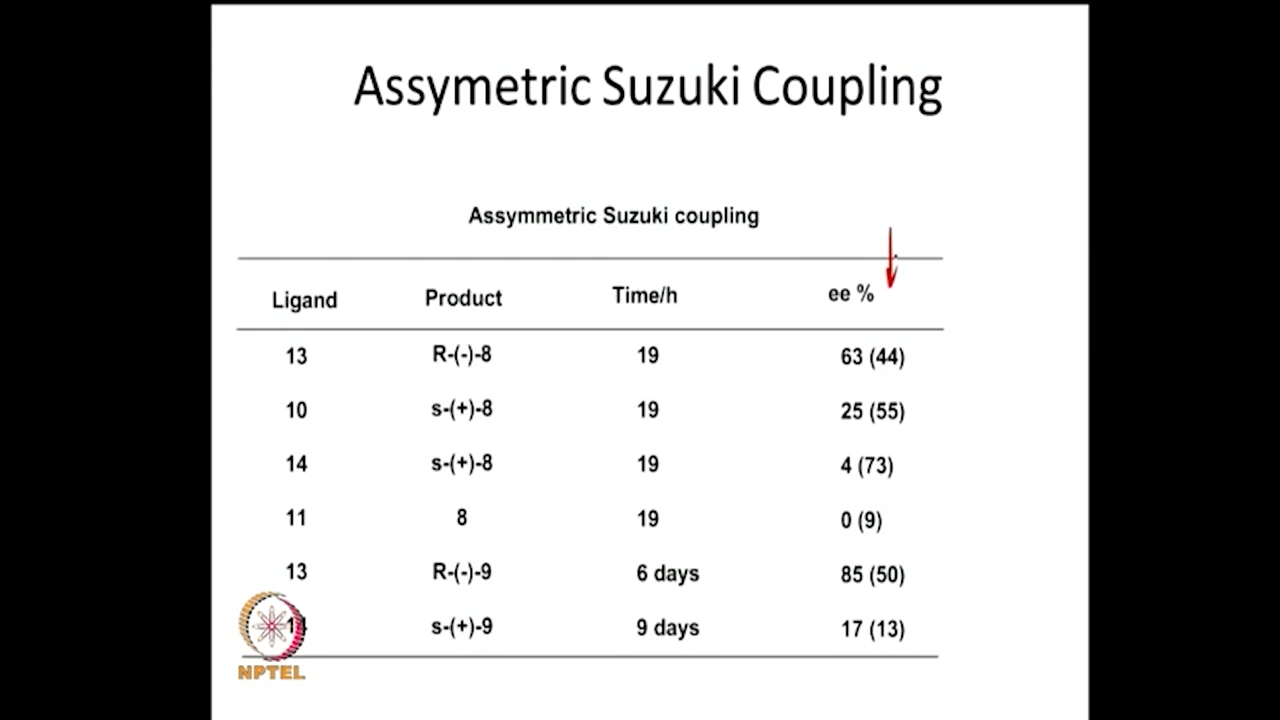 Assymetric Suzuki Coupling
Assymmetric Suzuki coupling
Ligand Product Time/h ee %
13 R-(-)-8 19 63 (44)
10 s-(+)-8 19 25 (55)
14 s-(+)-8 19 4 (73)
11 8 19 0 (9)
13 R-(-)-9 6 days 85 (50)
14 s-(+)-9 9 days 17 (13)
NPTEL